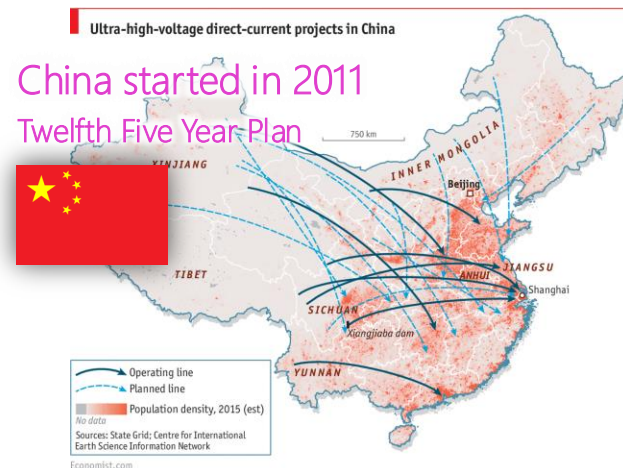 Ultra-high-voltage direct-current projects in China
China started in 2011
Twelfth Five Year Plan
750 km
XINJIANG
INNER MONGOLIA
Beijing
TIBET
ANHUI
JIANGSU
Shanghai
SICHUAN
Xiangjiaba dam
YUNNAN
Operating line
Planned line
Population density, 2015 (est)
No data
Sources: State Grid; Centre for International
Earth Science Information Network
Economist.com